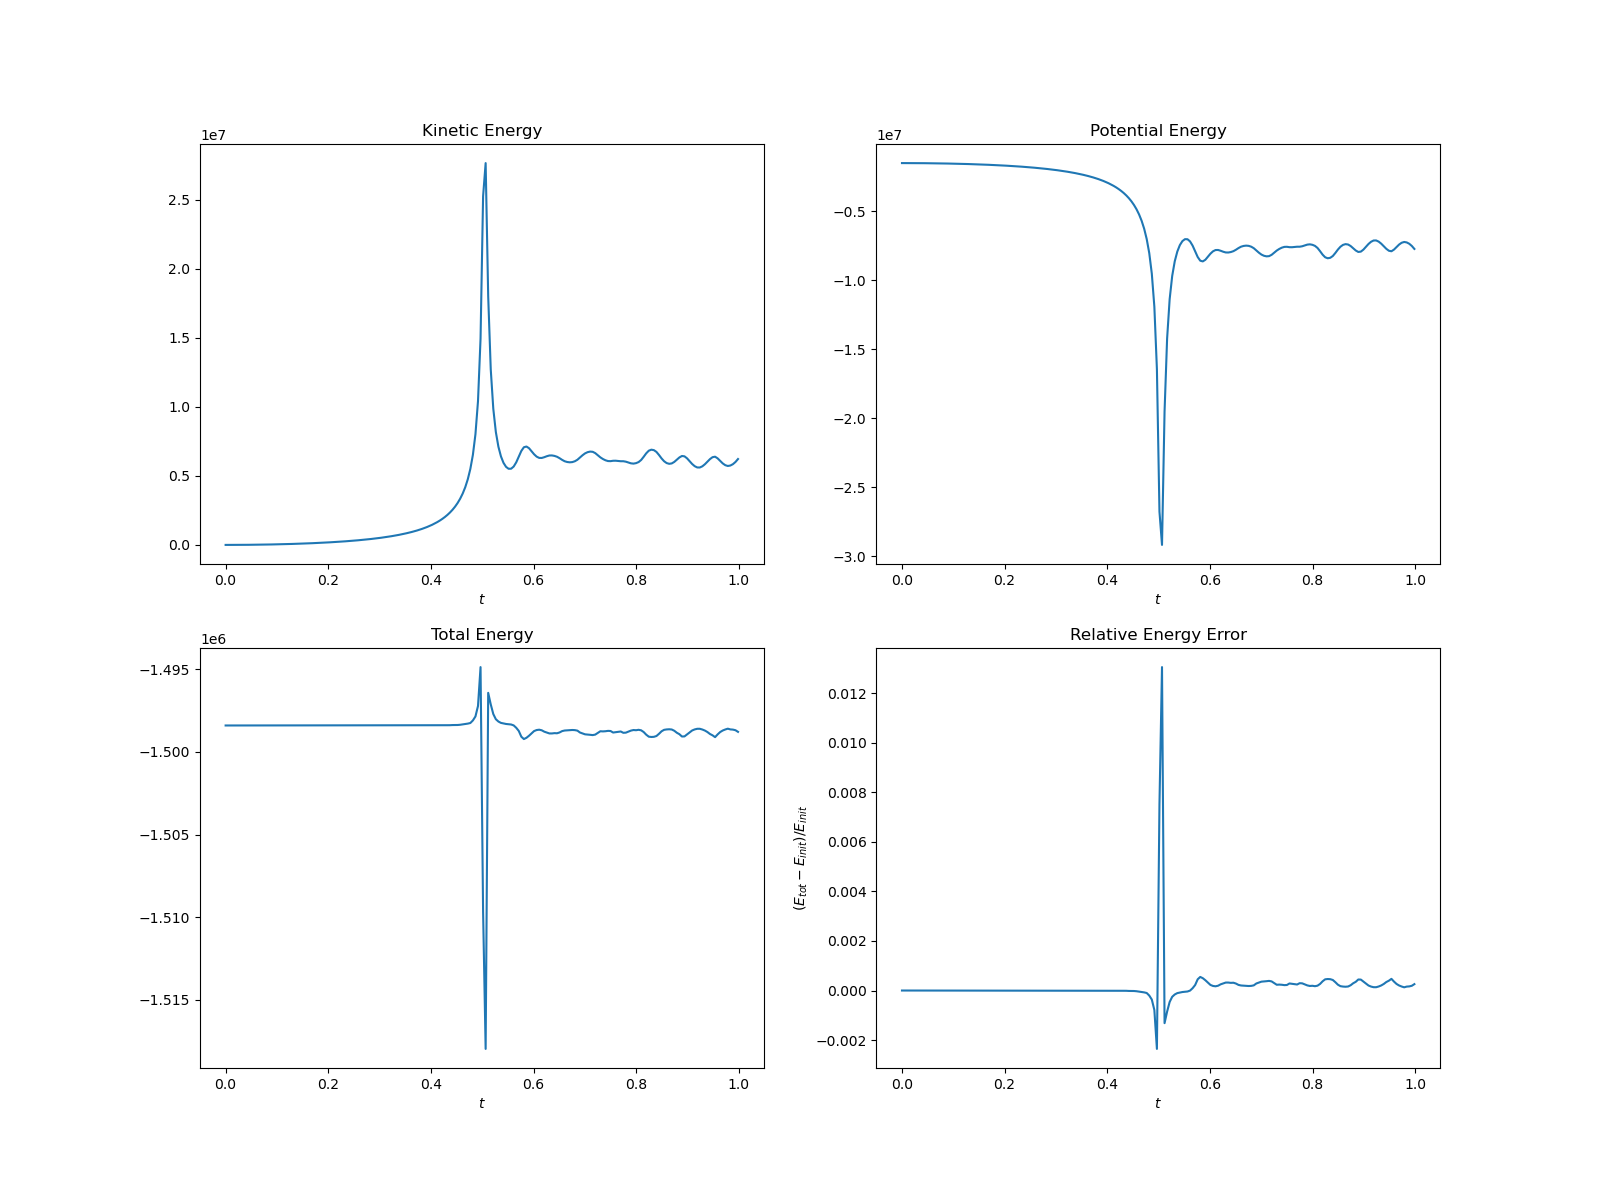 Kinetic Energy
1e7
2.5
2.0
1.5
1.0
0.5
0.0
0.0 0.2 0.4 0.6 0.8 1.0
t
Potential Energy
1e7
−0.5
−1.0
−1.5
−2.0
−2.5
−3.0
0.0 0.2 0.4 0.6 0.8 1.0
t
Total Energy
1e6
−1.495
−1.500
−1.505
−1.510
−1.515
0.0 0.2 0.4 0.6 0.8 1.0
t
Relative Energy Error
(E_tot − E_init)/E_init
0.012
0.010
0.008
0.006
0.004
0.002
0.000
−0.002
0.0 0.2 0.4 0.6 0.8 1.0
t